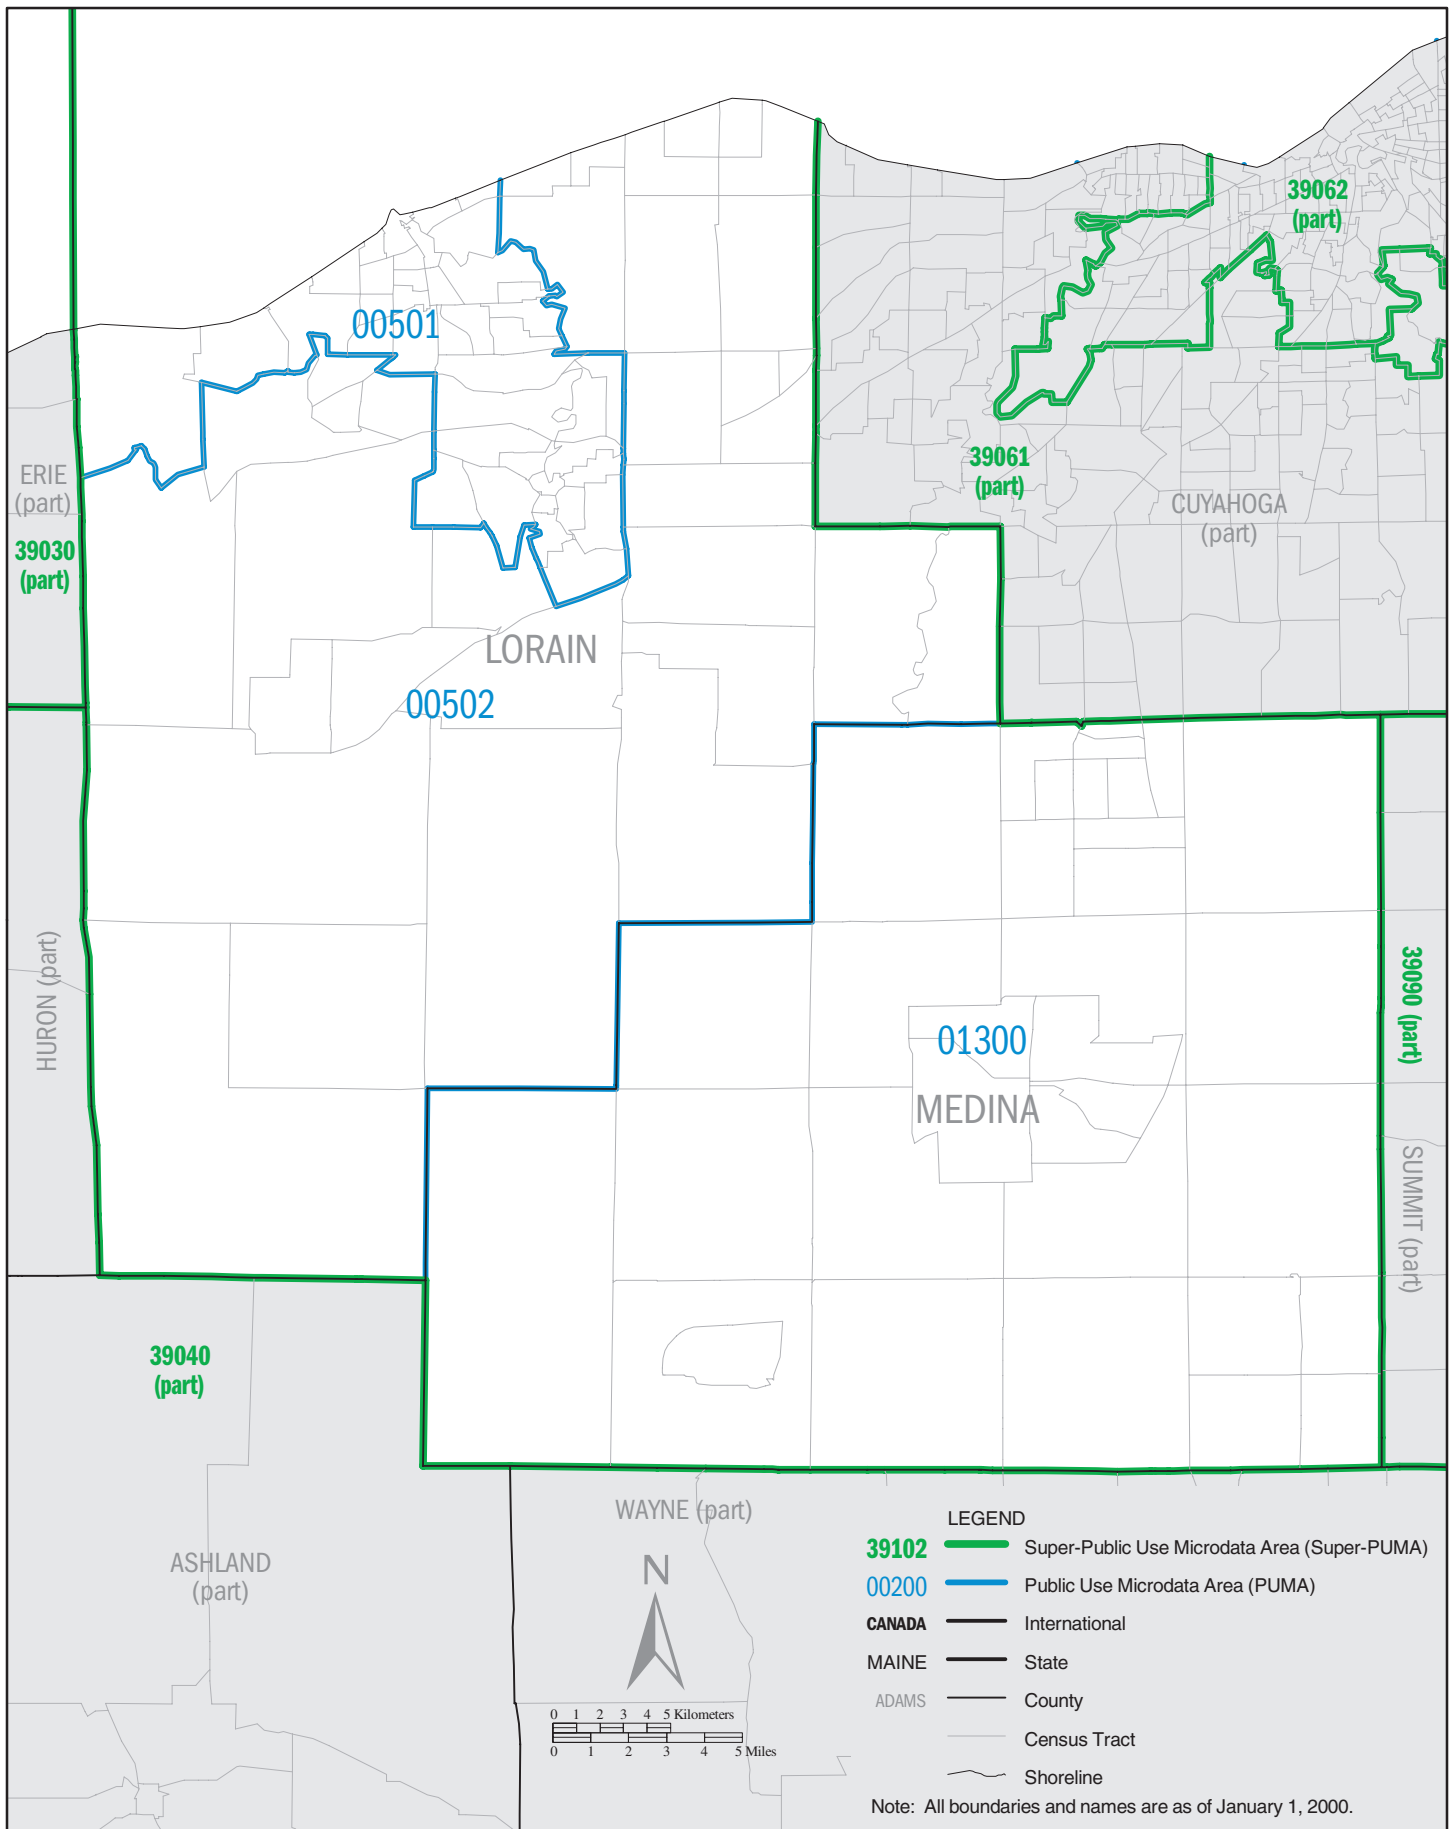 39062
(part)
00501
39061
(part)
CUYAHOGA
(part)
ERIE
(part)
39030
(part)
LORAIN
00502
HURON (part)
39090 (part)
01300
MEDINA
SUMMIT (part)
39040
(part)
WAYNE (part)
ASHLAND
(part)
N
0 1 2 3 4 5 Kilometers
0 1 2 3 4 5 Miles
LEGEND
39102 Super-Public Use Microdata Area (Super-PUMA)
00200 Public Use Microdata Area (PUMA)
CANADA International
MAINE State
ADAMS County
Census Tract
Shoreline
Note: All boundaries and names are as of January 1, 2000.